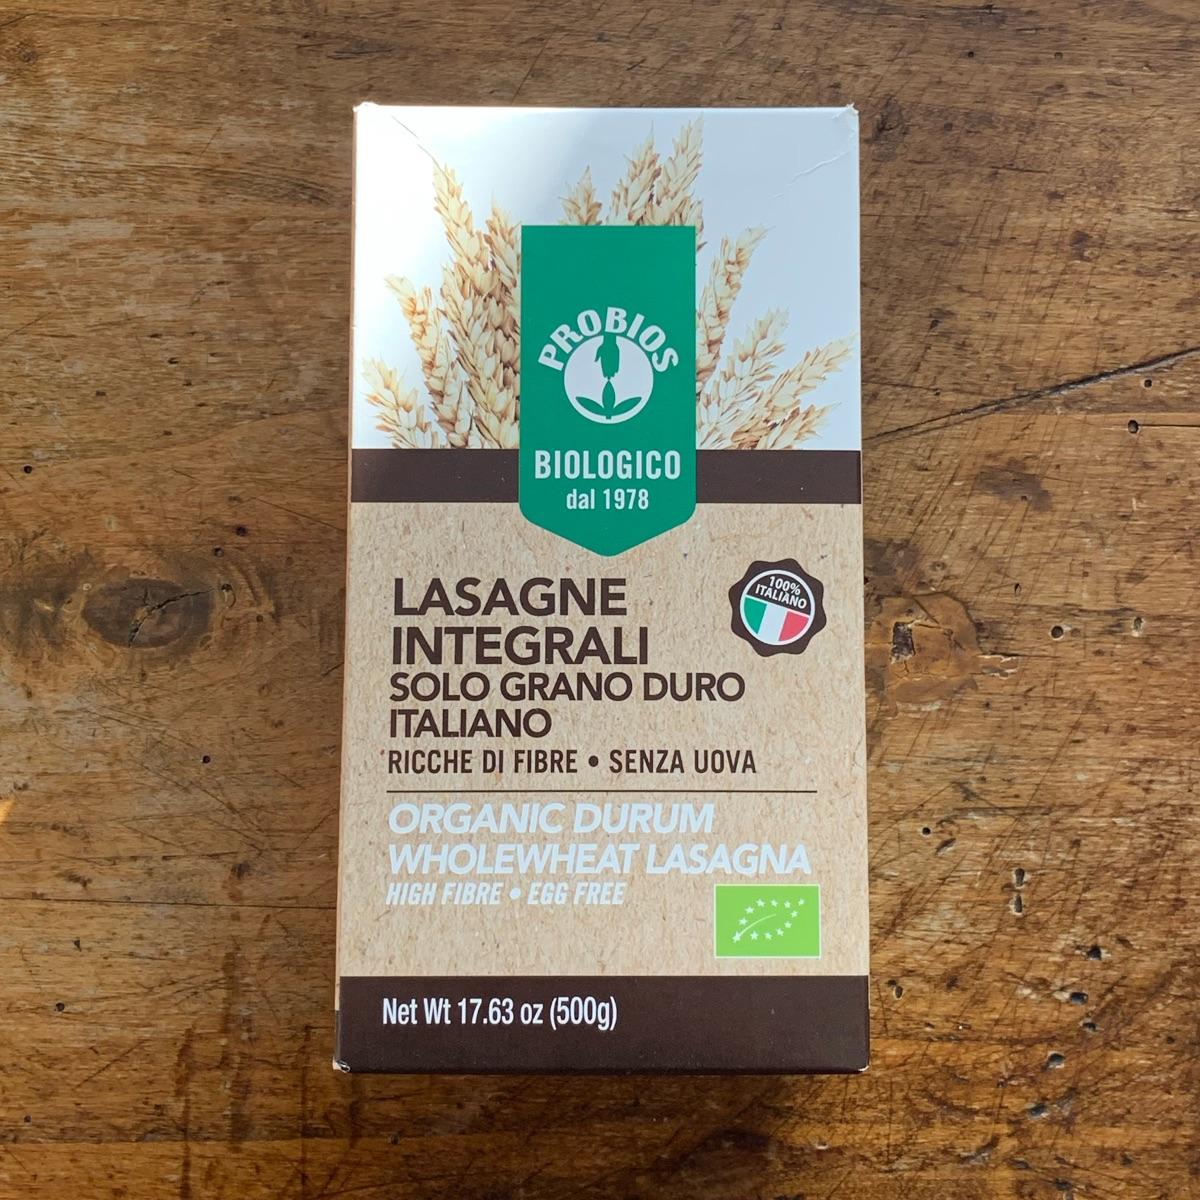 PROBIOS
BIOLOGICO
dal 1978
LASAGNE
INTEGRALI
SOLO GRANO DURO
ITALIANO
100%
ITALIANO
RICCHE DI FIBRE • SENZA UOVA
ORGANIC DURUM
WHOLEWHEAT LASAGNA
HIGH FIBRE • EGG FREE
Net Wt 17.63 oz (500g)